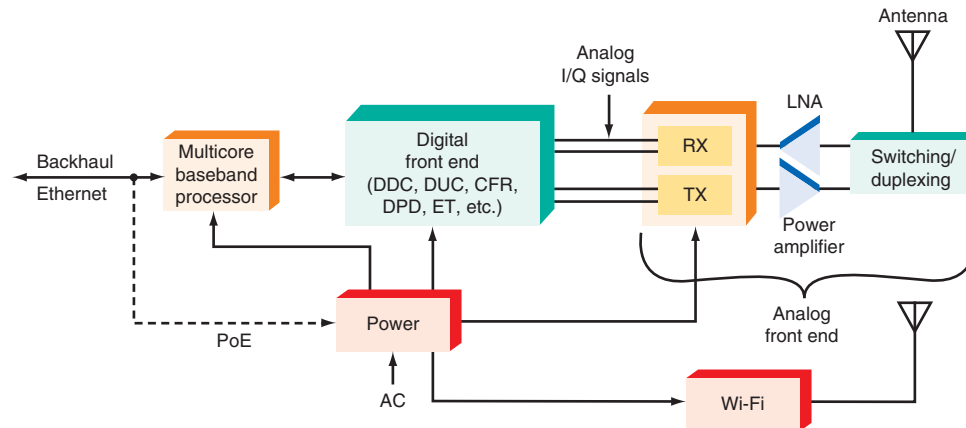 Antenna
Analog
I/Q signals
LNA
Backhaul
Ethernet
Multicore
baseband
processor
Digital
front end
(DDC, DUC, CFR,
DPD, ET, etc.)
RX
TX
Switching/
duplexing
Power
amplifier
PoE
Power
AC
Analog
front end
Wi-Fi